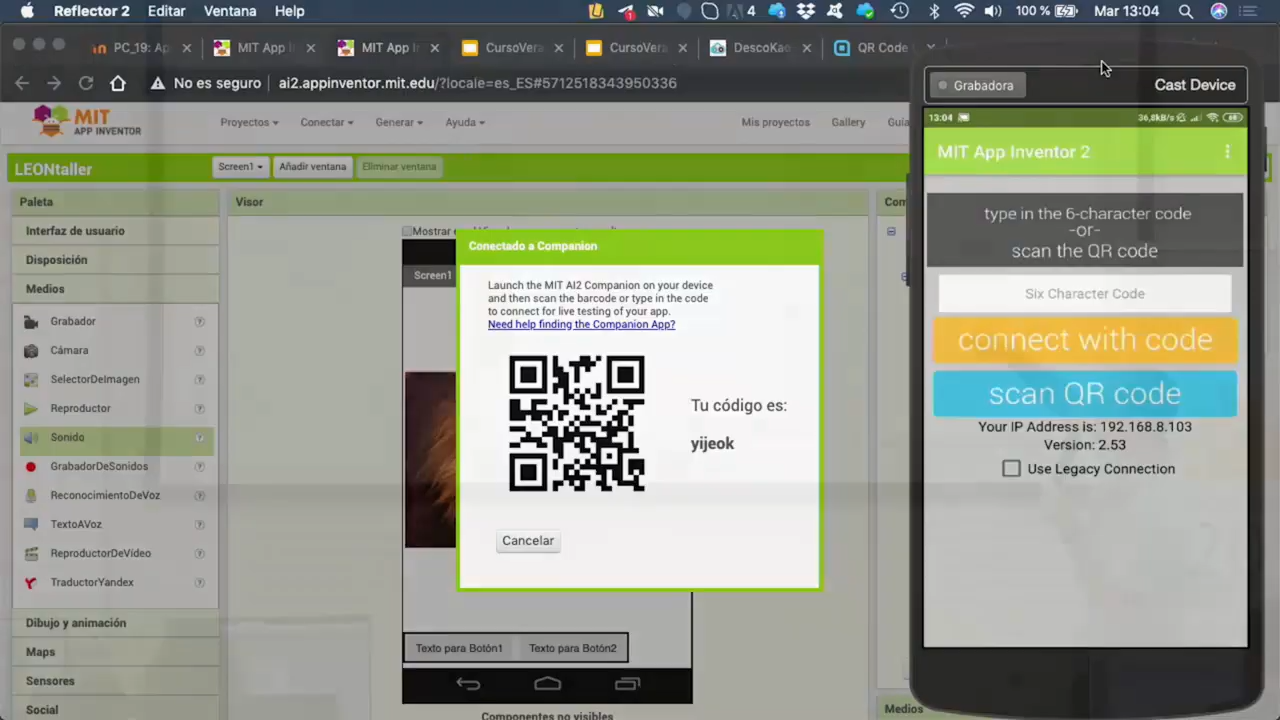 Reflector 2 Editar Ventana Help
4 100 % Mar 13:04
PC_19: Ap
MIT App In
MIT App In
CursoVera
CursoVera
DescoKa
QR Code
No es seguro ai2.appinventor.mit.edu/?locale=es_ES#5712518343950336
MIT
APP INVENTOR
Proyectos Conectar Generar Ayuda Mis proyectos Gallery Guía
LEONtaller Screen1 Añadir ventana Eliminar ventana
Paleta
Interfaz de usuario
Disposición
Medios
Grabador ?
Cámara ?
SelectorDeImagen ?
Reproductor ?
Sonido ?
GrabadorDeSonidos ?
ReconocimientoDeVoz ?
TextoAVoz ?
ReproductorDeVídeo ?
TraductorYandex ?
Dibujo y animación
Maps
Sensores
Social
Visor
Mostrar
Screen1
Conectado a Companion
Launch the MIT AI2 Companion on your device
and then scan the barcode or type in the code
to connect for live testing of your app.
Need help finding the Companion App?
Tu código es:
yijeok
Cancelar
Texto para Botón1 Texto para Botón2
Componentes no visibles
Com
Medios
Grabadora Cast Device
13:04 36,8kB/s
MIT App Inventor 2
type in the 6-character code
-or-
scan the QR code
Six Character Code
connect with code
scan QR code
Your IP Address is: 192.168.8.103
Version: 2.53
Use Legacy Connection